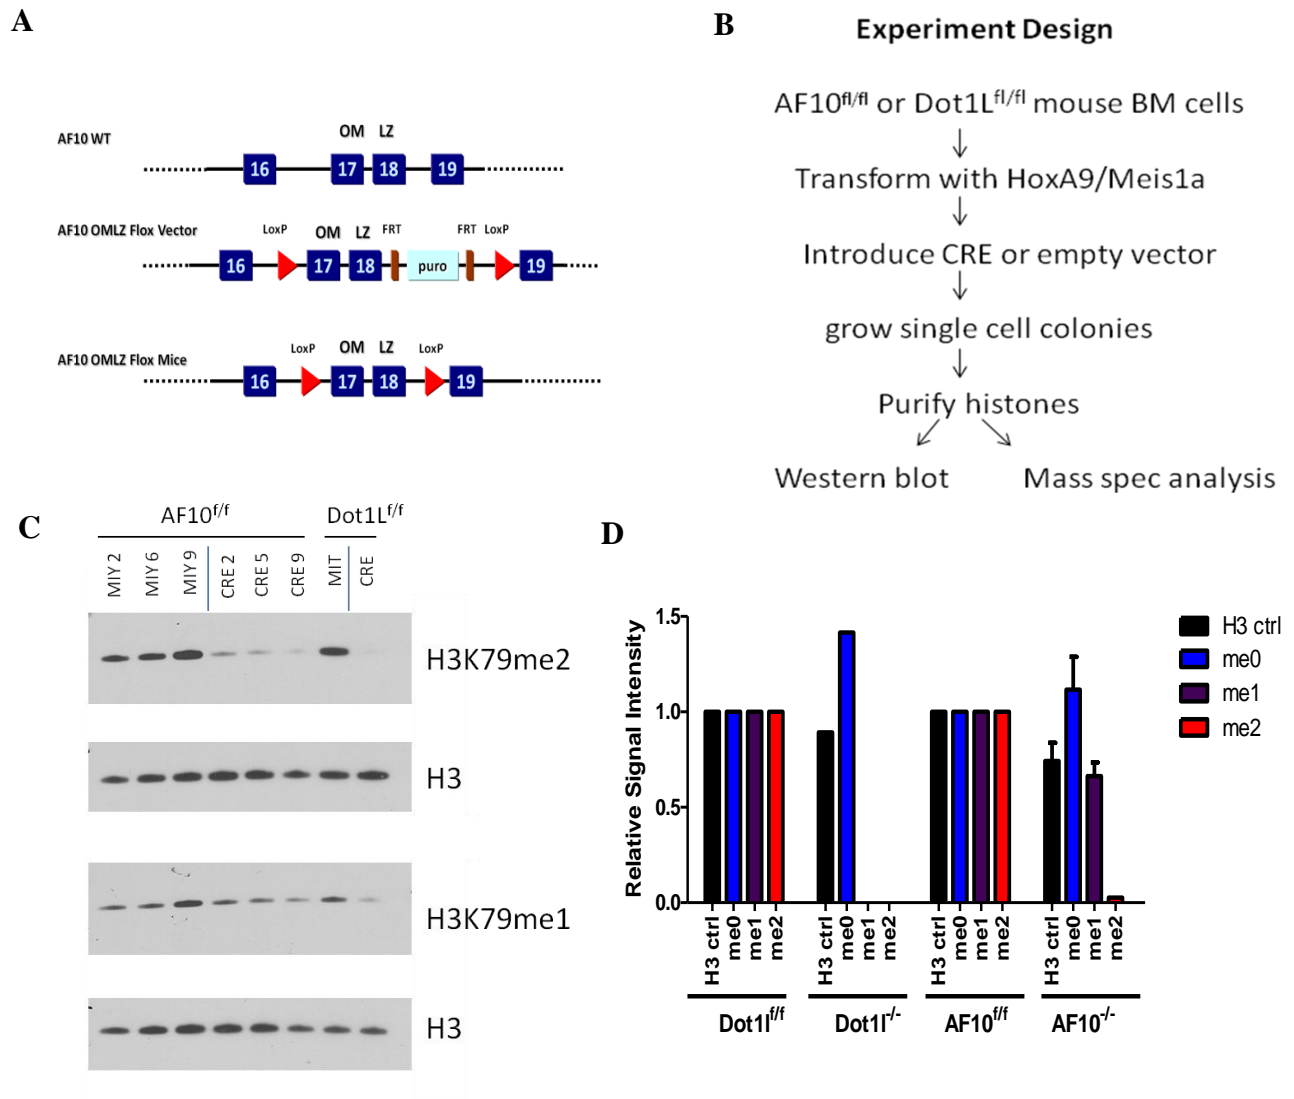 A
AF10 WT
OM LZ
16 17 18 19
AF10 OMLZ Flox Vector
LoxP OM LZ FRT FRT LoxP
16 17 18 puro 19
AF10 OMLZ Flox Mice
LoxP OM LZ LoxP
16 17 18 19
B
Experiment Design
AF10fl/fl or Dot1Lfl/fl mouse BM cells
Transform with HoxA9/Meis1a
Introduce CRE or empty vector
grow single cell colonies
Purify histones
Western blot Mass spec analysis
C
AF10f/f Dot1Lf/f
MIY 2 MIY 6 MIY 9 CRE 2 CRE 5 CRE 9 MIT CRE
H3K79me2
H3
H3K79me1
H3
D
Relative Signal Intensity
1.5
1.0
0.5
0.0
H3 ctrl
me0
me1
me2
H3 ctrl me0 me1 me2 H3 ctrl me0 me1 me2 H3 ctrl me0 me1 me2 H3 ctrl me0 me1 me2
Dot1lf/f Dot1l-/- AF10f/f AF10-/-